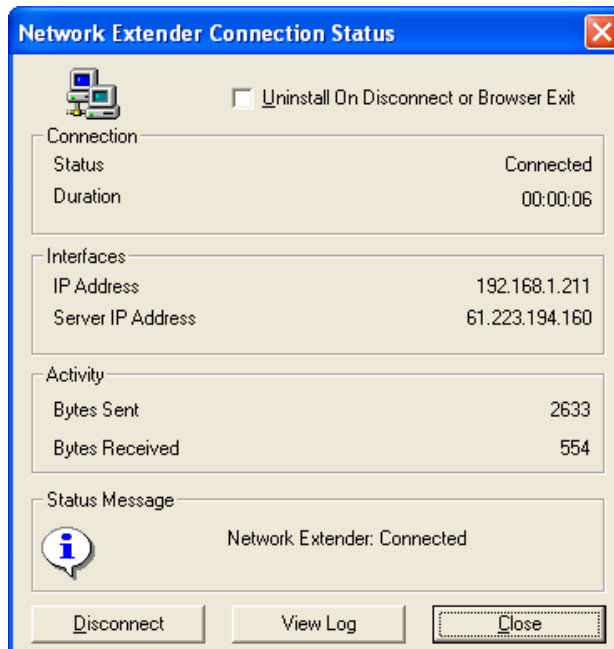 Network Extender Connection Status
Uninstall On Disconnect or Browser Exit
Connection
Status Connected
Duration 00:00:06
Interfaces
IP Address 192.168.1.211
Server IP Address 61.223.194.160
Activity
Bytes Sent 2633
Bytes Received 554
Status Message
Network Extender: Connected
Disconnect View Log Close